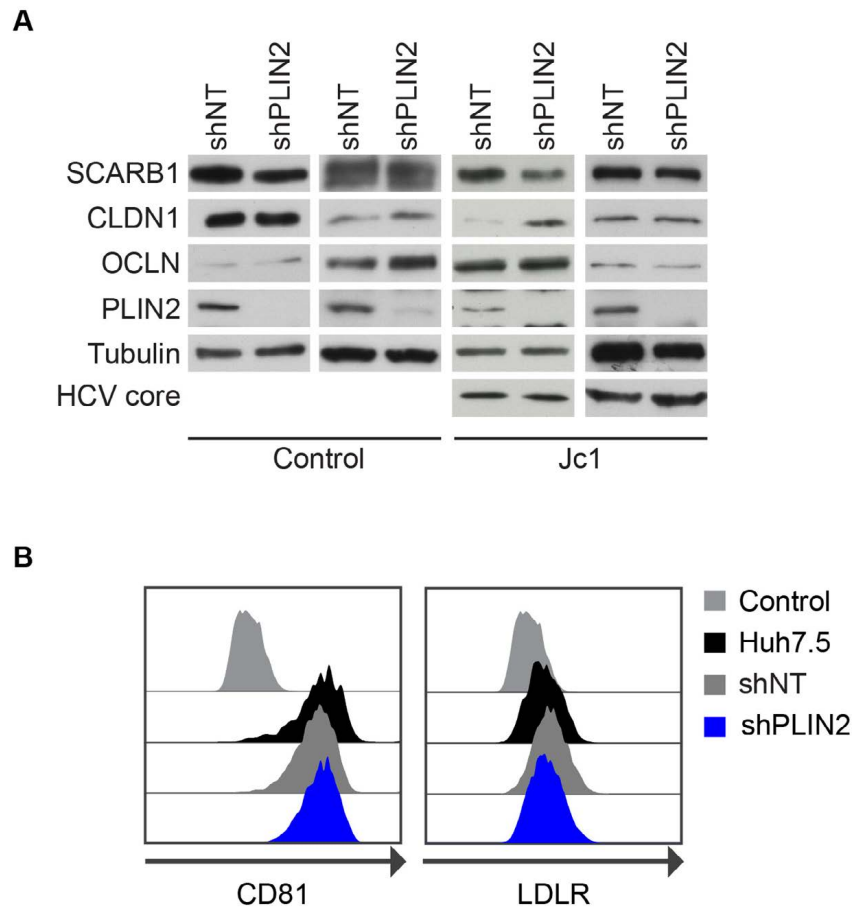 A
shNT
shPLIN2
shNT
shPLIN2
shNT
shPLIN2
shNT
shPLIN2
SCARB1
CLDN1
OCLN
PLIN2
Tubulin
HCV core
Control
Jc1
B
Control
Huh7.5
shNT
shPLIN2
CD81
LDLR